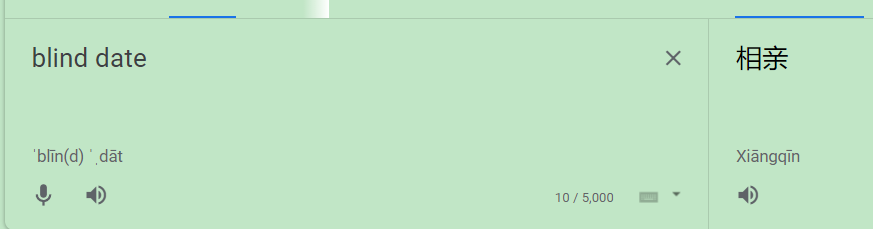 blind date
相亲
ˈblīn(d) ˈˌdāt
Xiāngqīn
10 / 5,000